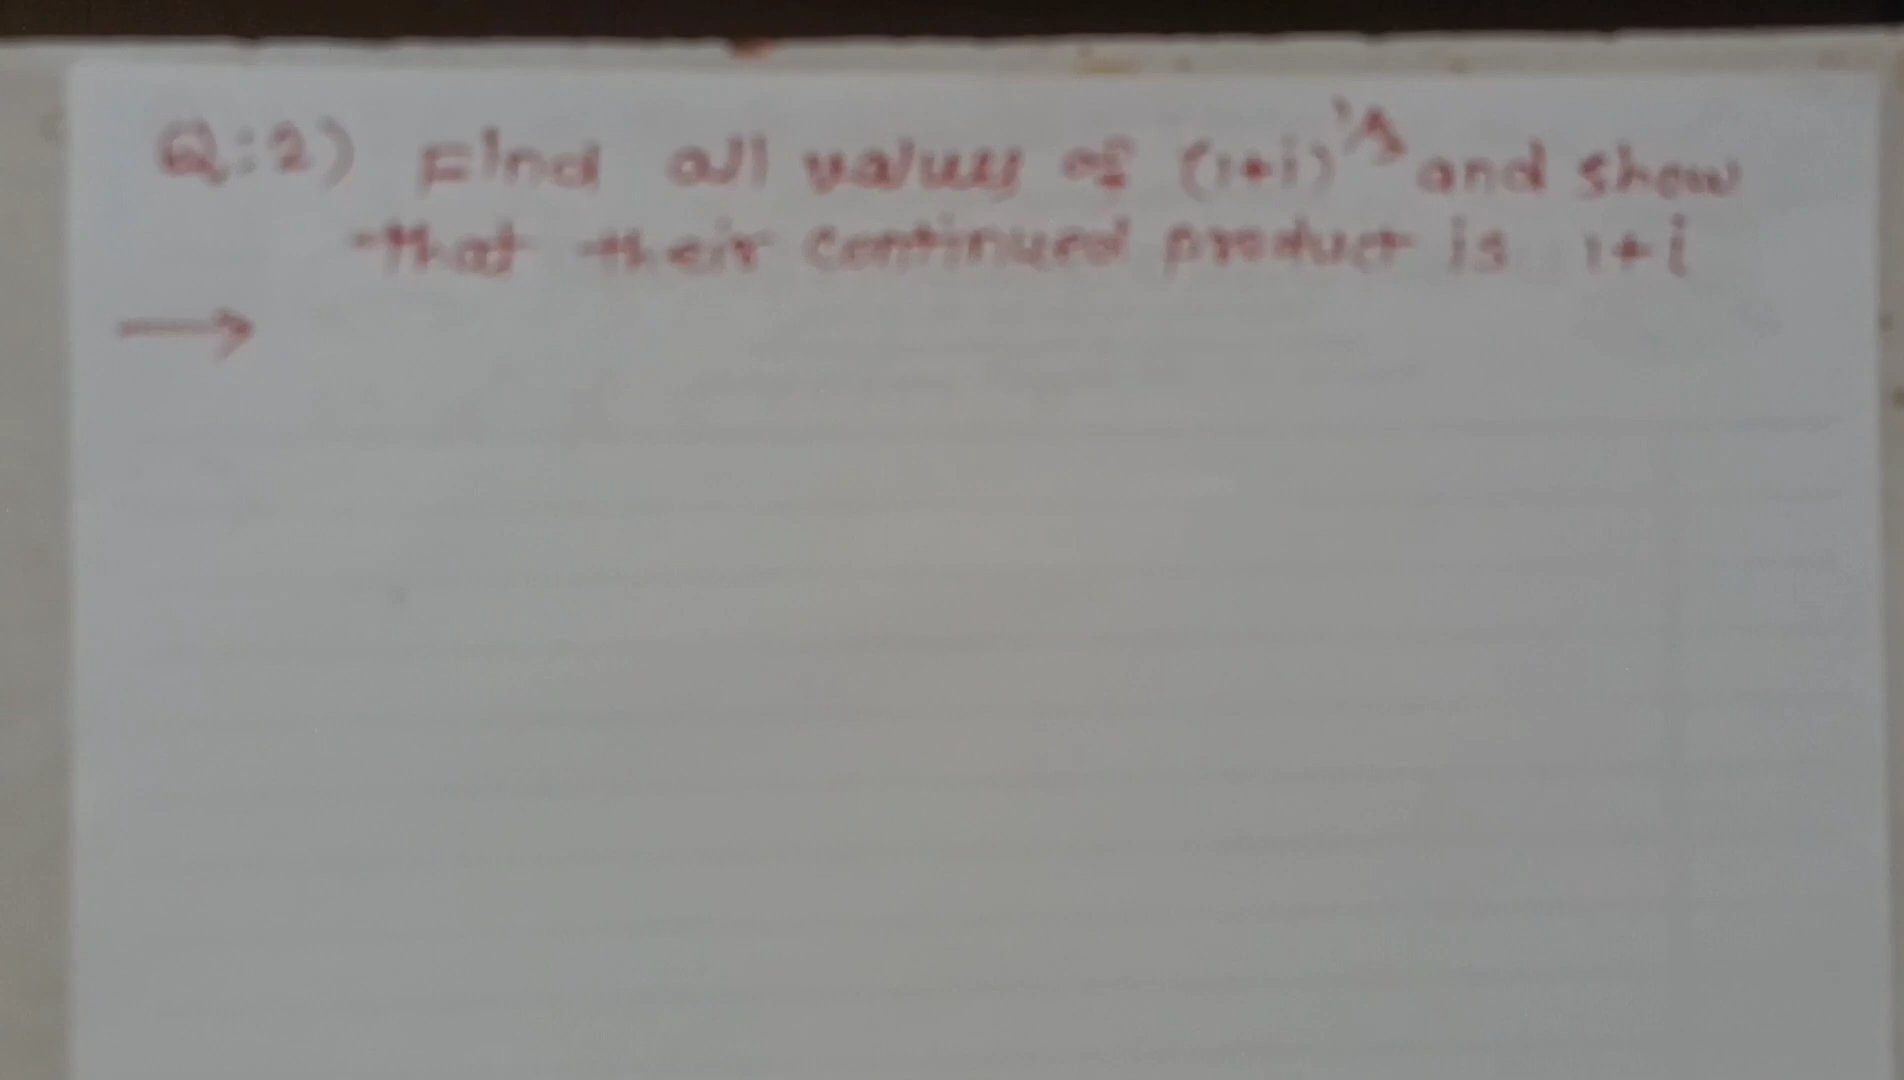 Q:2) Find all values of (1+i)^1/3 and show
that their continued product is 1+i
→